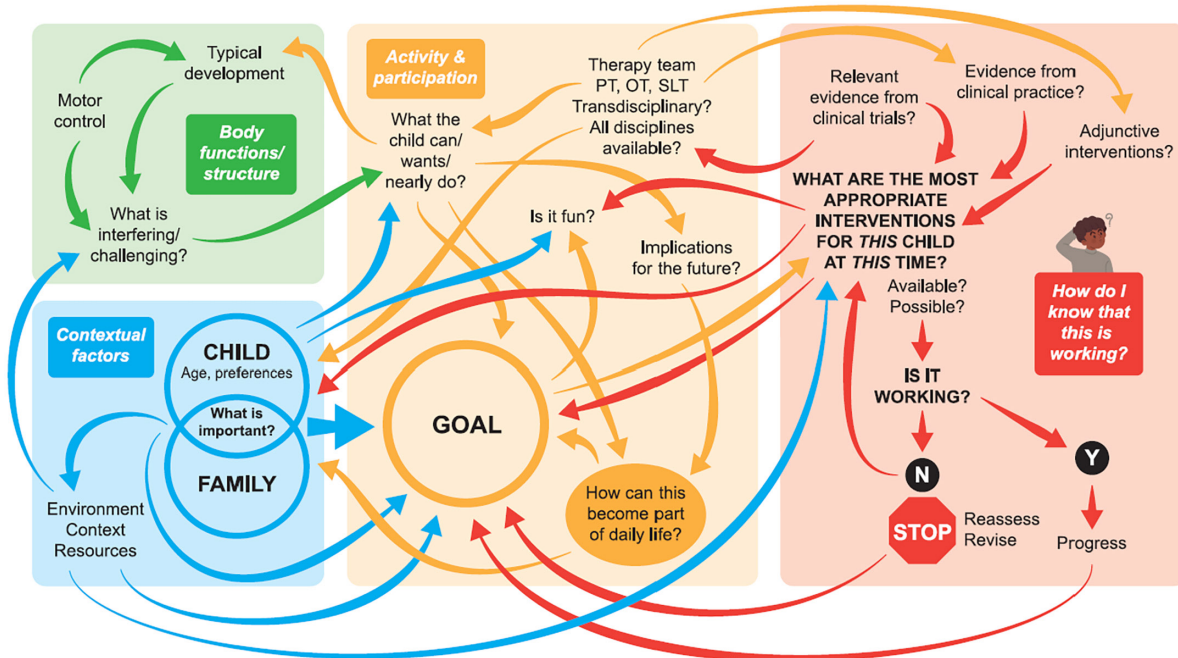 Typical
development
Motor
control
Body
functions/
structure
What is
interfering/
challenging?
Contextual
factors
CHILD
Age, preferences
What is
important?
FAMILY
Environment
Context
Resources
Activity &
participation
What the
child can/
wants/
nearly do?
Therapy team
PT, OT, SLT
Transdisciplinary?
All disciplines
available?
Is it fun?
Implications
for the future?
GOAL
How can this
become part
of daily life?
Relevant
evidence from
clinical trials?
Evidence from
clinical practice?
Adjunctive
interventions?
WHAT ARE THE MOST
APPROPRIATE
INTERVENTIONS
FOR THIS CHILD
AT THIS TIME?
Available?
Possible?
?
How do I
know that
this is
working?
IS IT
WORKING?
N
Y
STOP
Reassess
Revise
Progress